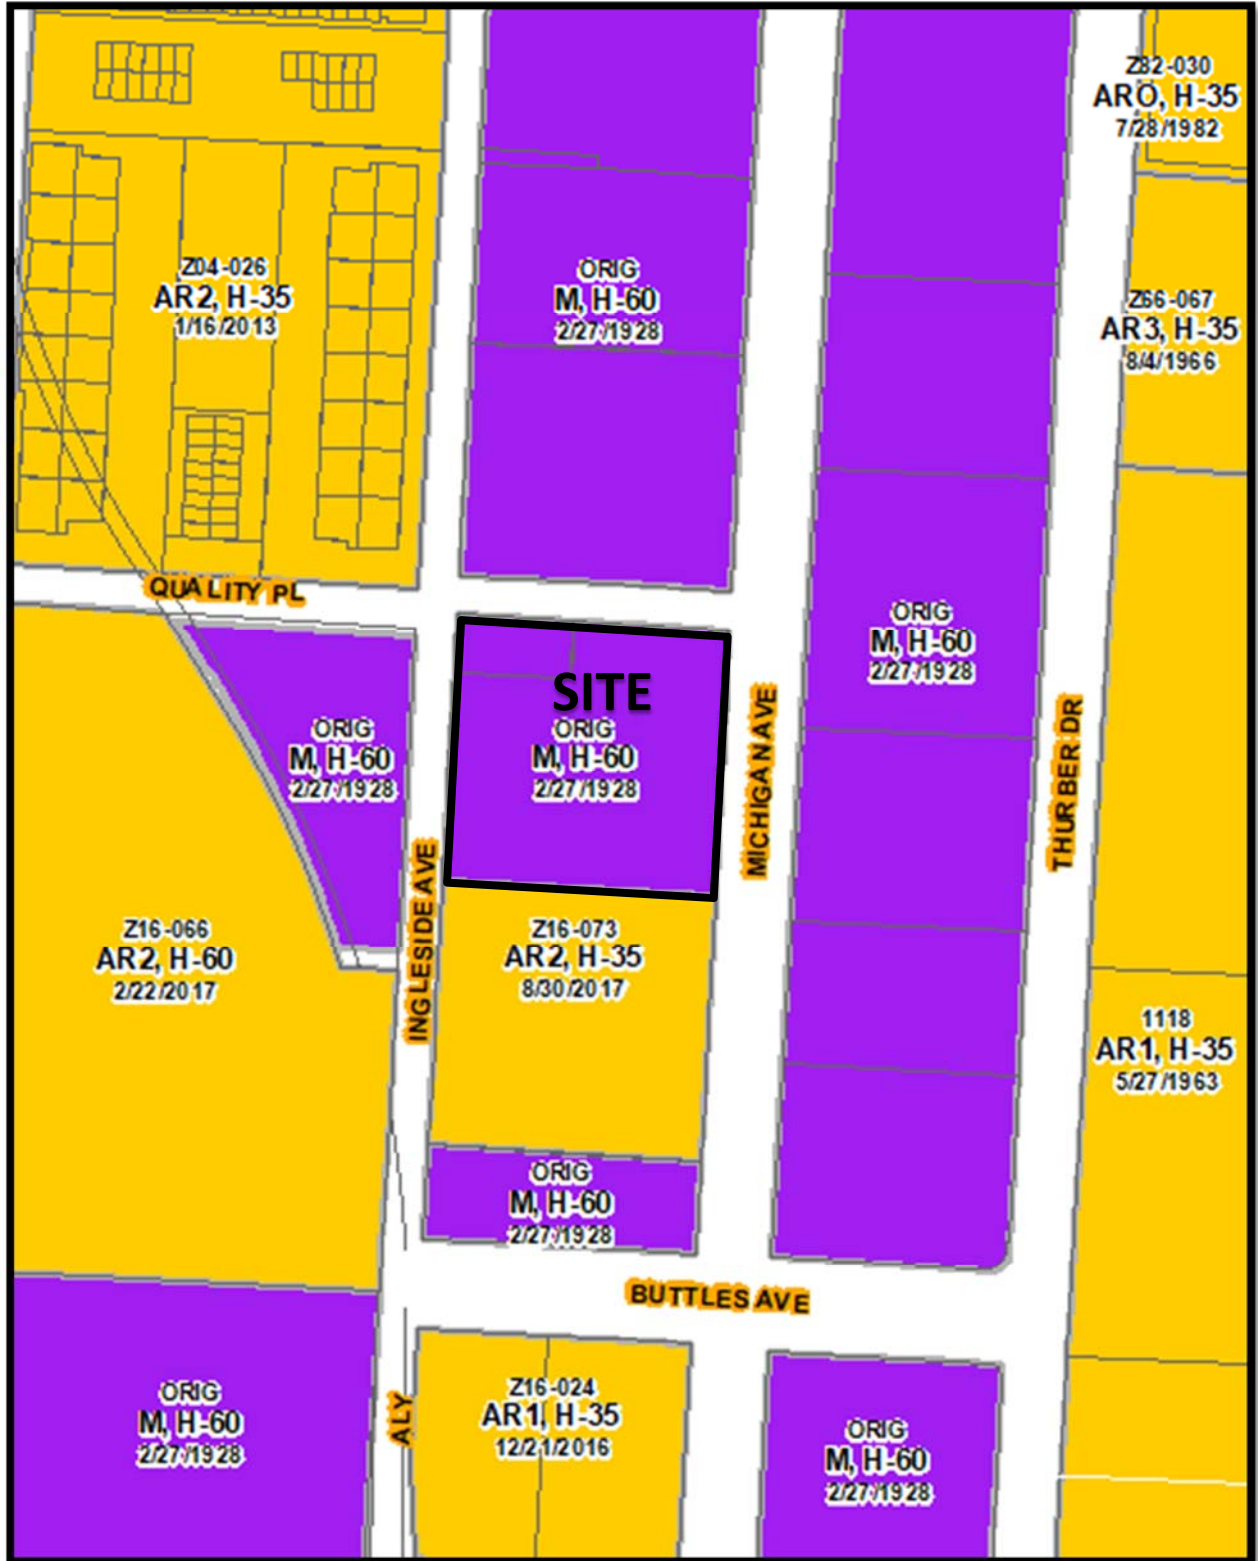 Z82-030
ARO, H-35
7/28/1982
Z04-026
AR2, H-35
1/16/2013
ORIG
M, H-60
2/27/1928
Z66-067
AR3, H-35
8/4/1966
QUALITY PL
ORIG
M, H-60
2/27/1928
SITE
ORIG
M, H-60
2/27/1928
ORIG
M, H-60
2/27/1928
MICHIGAN AVE
THURBER DR
INGLESIDE AVE
Z16-066
AR2, H-60
2/22/2017
Z16-073
AR2, H-35
8/30/2017
1118
AR1, H-35
5/27/1963
ORIG
M, H-60
2/27/1928
BUTTLES AVE
ORIG
M, H-60
2/27/1928
ALY
Z16-024
AR1, H-35
12/21/2016
ORIG
M, H-60
2/27/1928